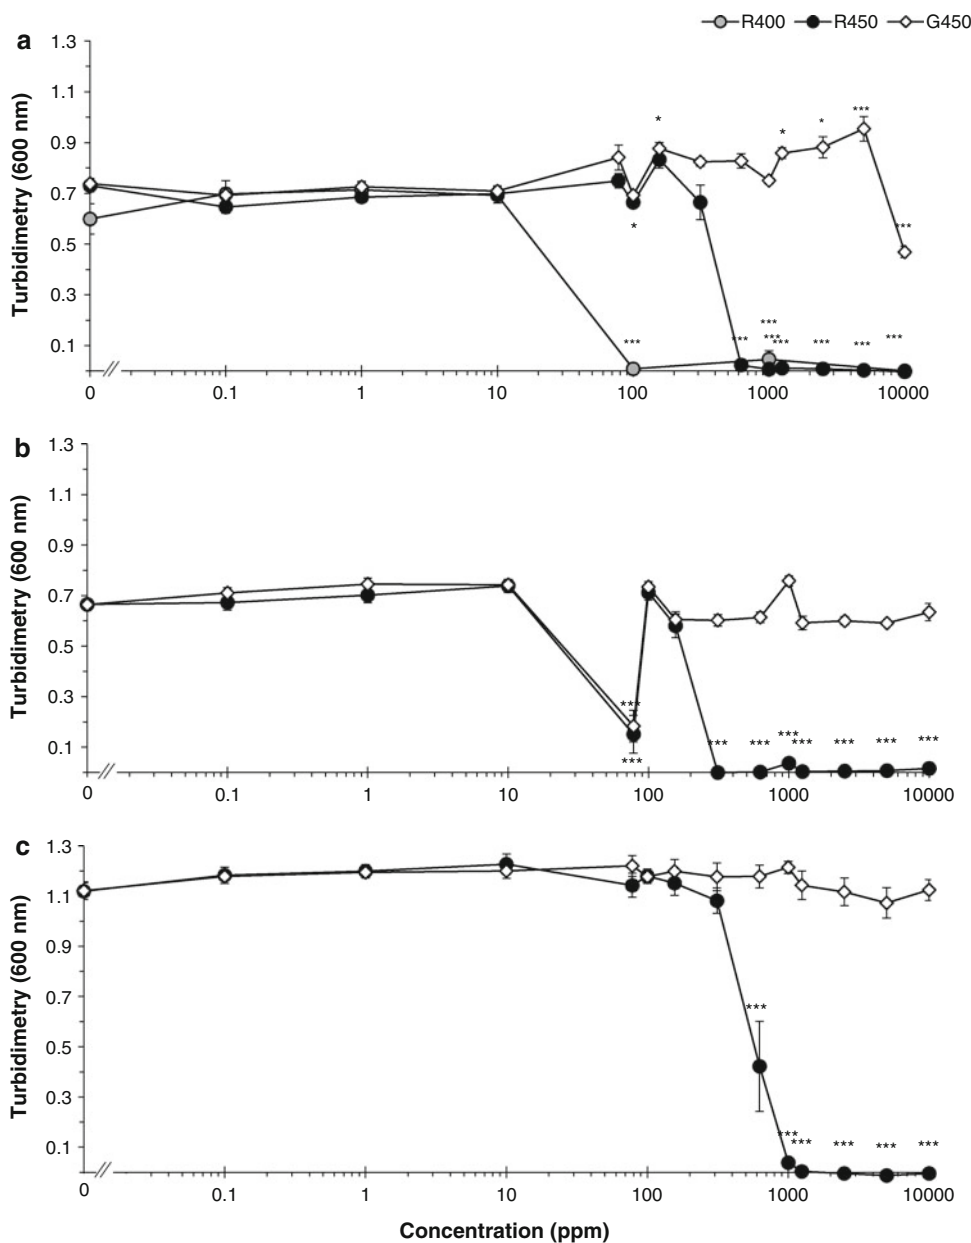 R400 R450 G450
a
Turbidimetry (600 nm)
1.3
1.1
0.9
0.7
0.5
0.3
0.1
* * * ***
***
*
***
*** *** *** *** *** *** ***
0 0.1 1 10 100 1000 10000
b
Turbidimetry (600 nm)
1.3
1.1
0.9
0.7
0.5
0.3
0.1
***
***
*** *** *** *** *** *** ***
0 0.1 1 10 100 1000 10000
c
Turbidimetry (600 nm)
1.3
1.1
0.9
0.7
0.5
0.3
0.1
***
*** *** *** *** ***
0 0.1 1 10 100 1000 10000
Concentration (ppm)